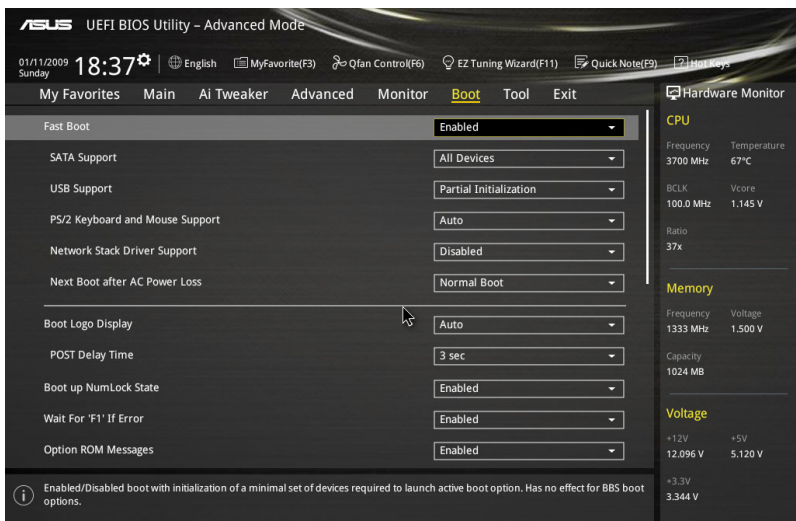 ASUS UEFI BIOS Utility – Advanced Mode
01/11/2009
Sunday
18:37
English MyFavorite(F3) Qfan Control(F6) EZ Tuning Wizard(F11) Quick Note(F9) ? Hot Keys
My Favorites Main Ai Tweaker Advanced Monitor Boot Tool Exit
Hardware Monitor
Fast Boot Enabled
SATA Support All Devices
USB Support Partial Initialization
PS/2 Keyboard and Mouse Support Auto
Network Stack Driver Support Disabled
Next Boot after AC Power Loss Normal Boot
Boot Logo Display Auto
POST Delay Time 3 sec
Boot up NumLock State Enabled
Wait For 'F1' If Error Enabled
Option ROM Messages Enabled
i
Enabled/Disabled boot with initialization of a minimal set of devices required to launch active boot option. Has no effect for BBS boot
options.
CPU
Frequency Temperature
3700 MHz 67°C
BCLK Vcore
100.0 MHz 1.145 V
Ratio
37x
Memory
Frequency Voltage
1333 MHz 1.500 V
Capacity
1024 MB
Voltage
+12V +5V
12.096 V 5.120 V
+3.3V
3.344 V